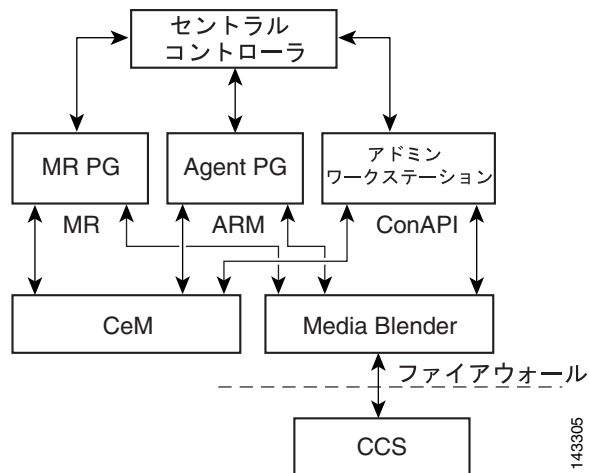 セントラル
コントローラ
MR PG
Agent PG
アドミン
ワークステーション
MR
ARM
ConAPI
CeM
Media Blender
ファイアウォール
CCS
143305